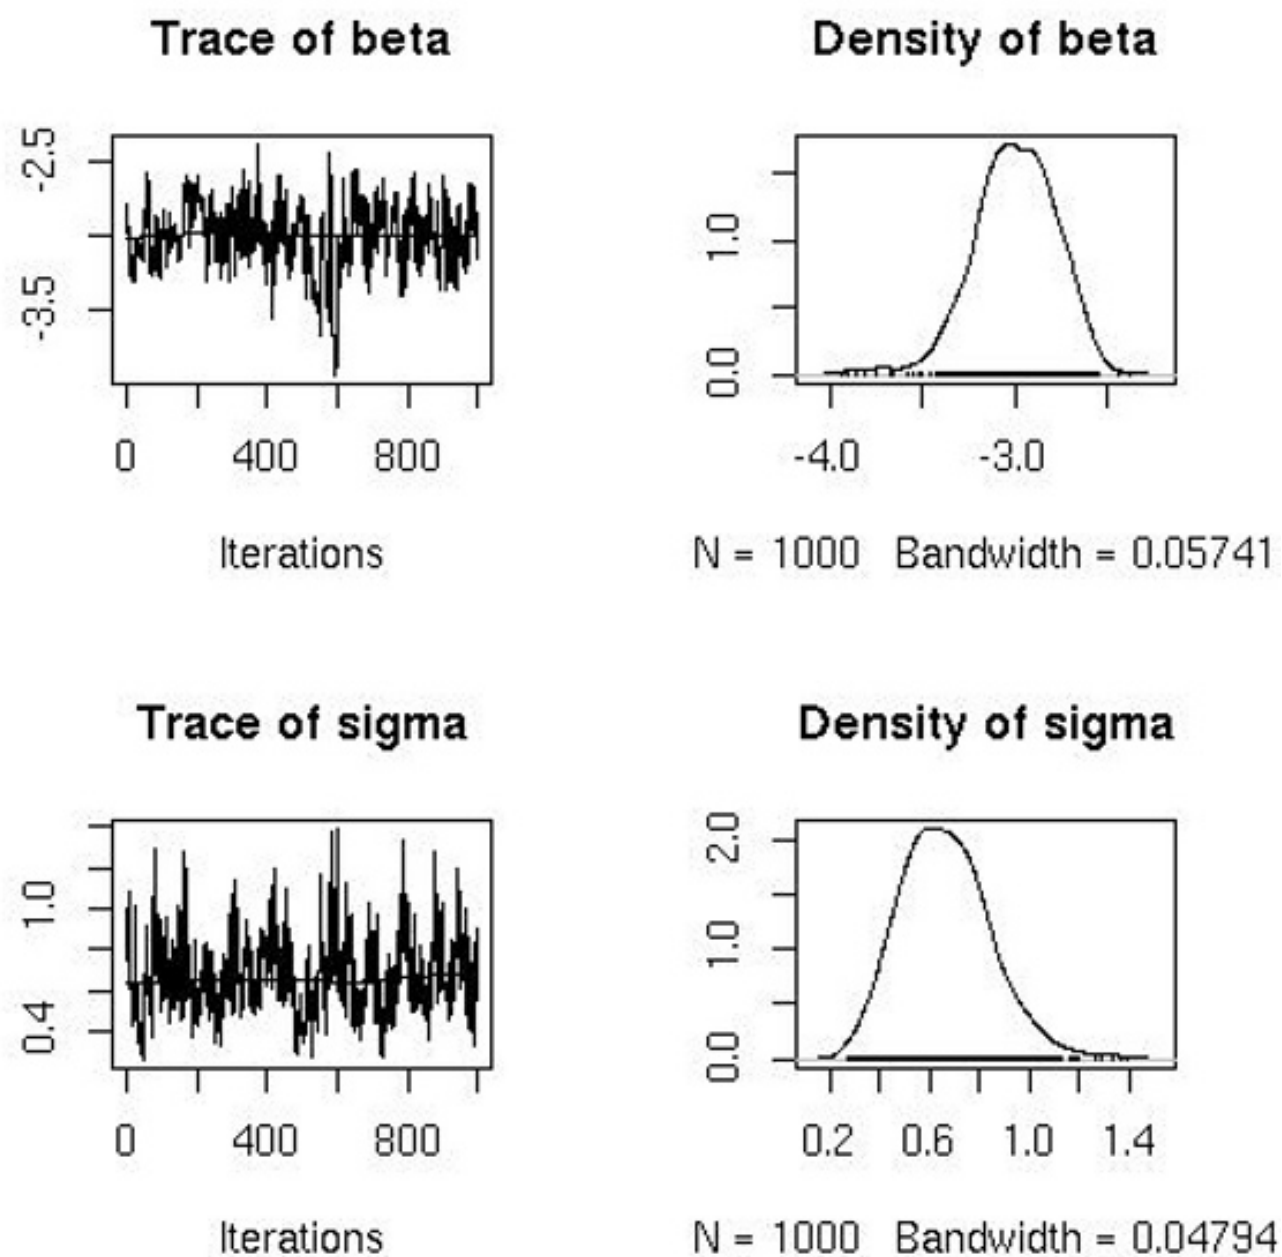 Trace of beta
Density of beta
-2.5
-3.5
0 400 800
Iterations
1.0
0.0
-4.0 -3.0
N = 1000 Bandwidth = 0.05741
Trace of sigma
Density of sigma
1.0
0.4
0 400 800
Iterations
2.0
1.0
0.0
0.2 0.6 1.0 1.4
N = 1000 Bandwidth = 0.04794